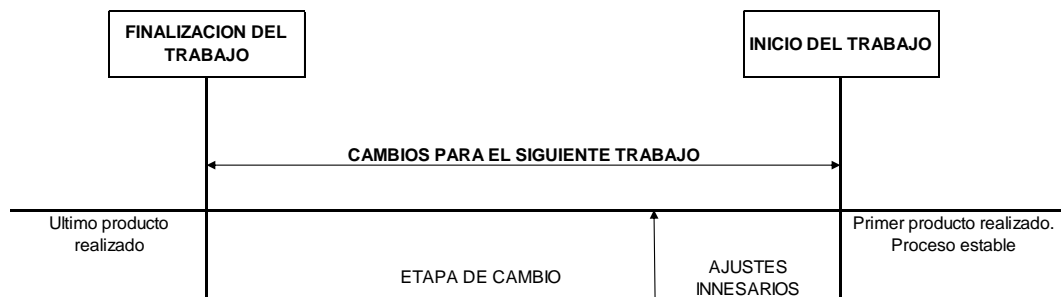 FINALIZACION DEL
TRABAJO
INICIO DEL TRABAJO
CAMBIOS PARA EL SIGUIENTE TRABAJO
Ultimo producto
realizado
Primer producto realizado.
Proceso estable
ETAPA DE CAMBIO
AJUSTES
INNESARIOS